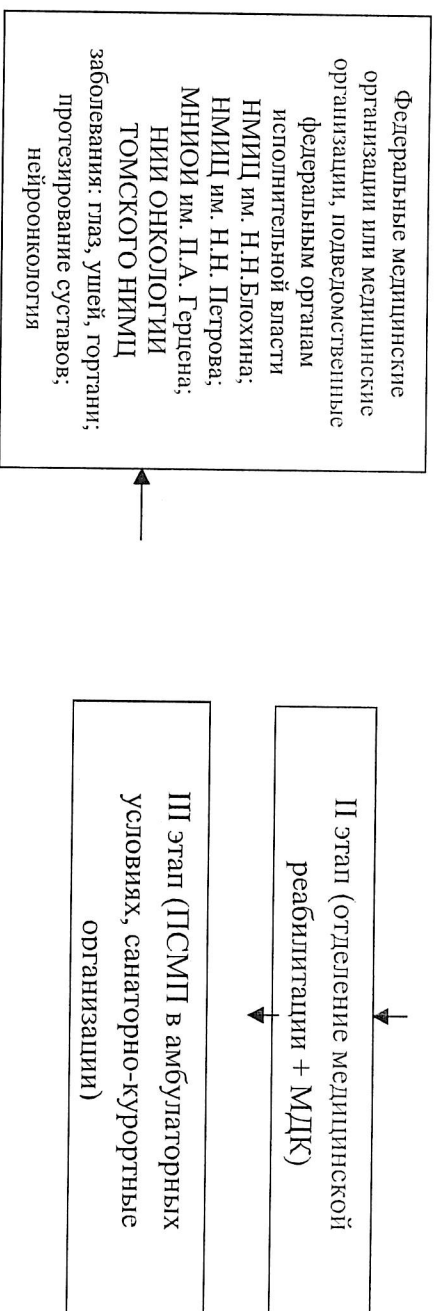 Федеральные медицинские
организации или медицинские
организации, подведомственные
федеральным органам
исполнительной власти
НМИЦ им. Н.Н.Блохина;
НМИЦ им. Н.Н. Петрова;
МНИОИ им. П.А. Герцена;
НИИ ОНКОЛОГИИ
ТОМСКОГО НИМЦ
заболевания: глаз, ушей, гортани;
протезирование суставов;
нейроонкология
II этап (отделение медицинской
реабилитации + МДК)
III этап (ПСМП в амбулаторных
условиях, санаторно-курортные
организации)